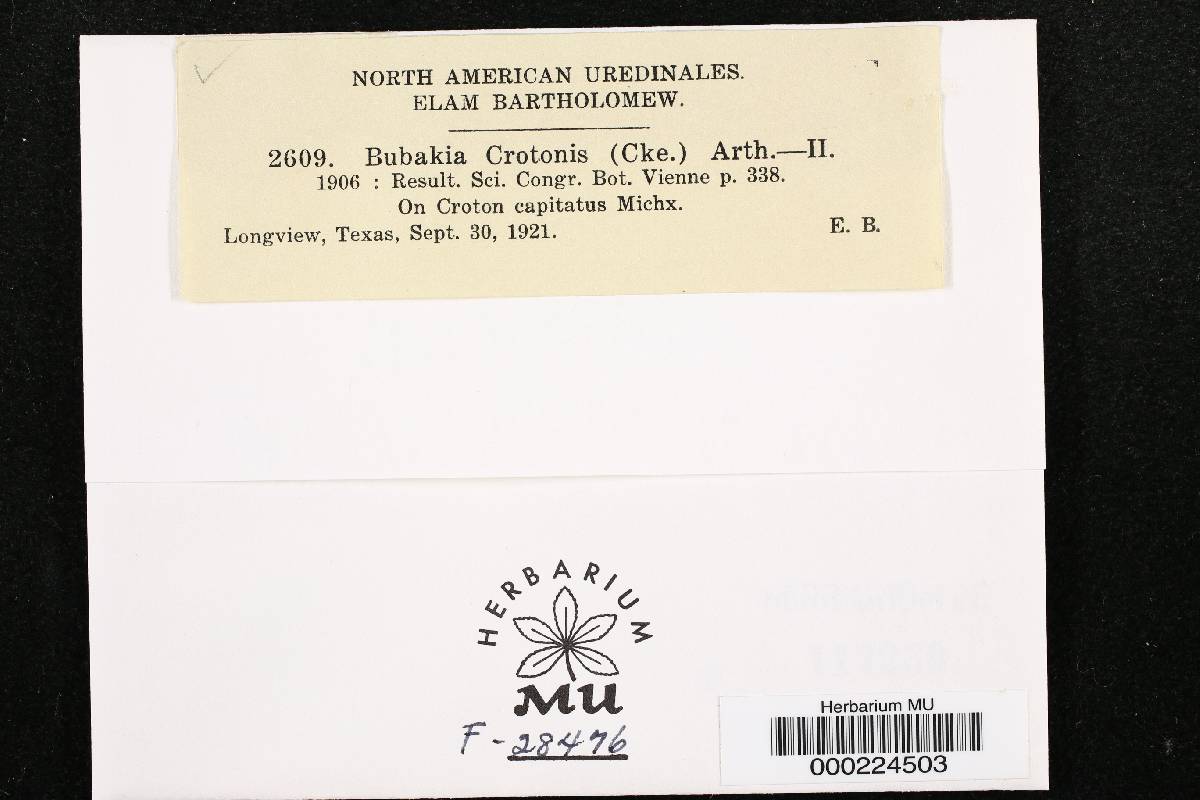 NORTH AMERICAN UREDINALES.
ELAM BARTHOLOMEW.
2609. Bubakia Crotonis (Cke.) Arth.—II.
1906 : Result. Sci. Congr. Bot. Vienne p. 338.
On Croton capitatus Michx.
Longview, Texas, Sept. 30, 1921. E. B.
HERBARIUM
MU
F-28476
Herbarium MU
000224503